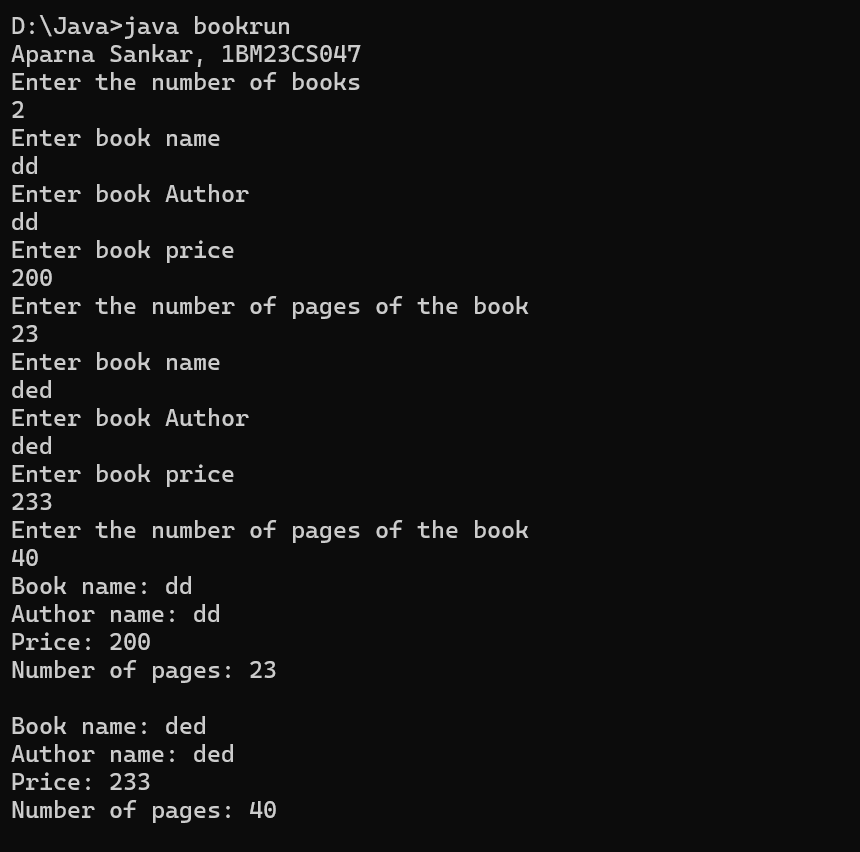 D:\Java>java bookrun
Aparna Sankar, 1BM23CS047
Enter the number of books
2
Enter book name
dd
Enter book Author
dd
Enter book price
200
Enter the number of pages of the book
23
Enter book name
ded
Enter book Author
ded
Enter book price
233
Enter the number of pages of the book
40
Book name: dd
Author name: dd
Price: 200
Number of pages: 23

Book name: ded
Author name: ded
Price: 233
Number of pages: 40